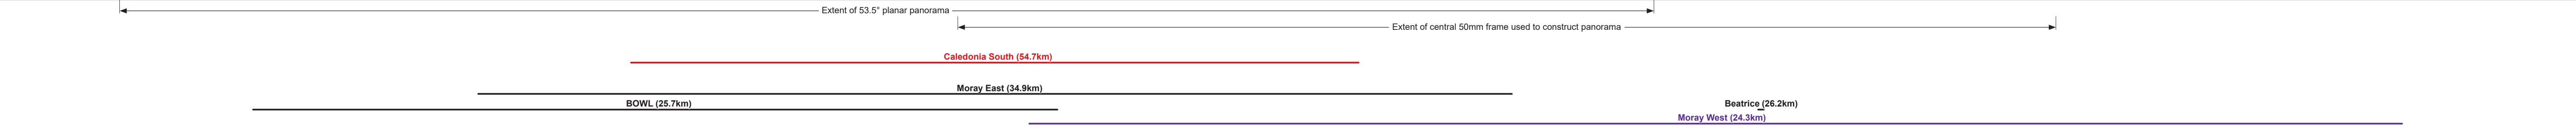 Extent of 53.5° planar panorama
Extent of central 50mm frame used to construct panorama
Caledonia South (54.7km)
Moray East (34.9km)
BOWL (25.7km)
Beatrice (26.2km)
Moray West (24.3km)